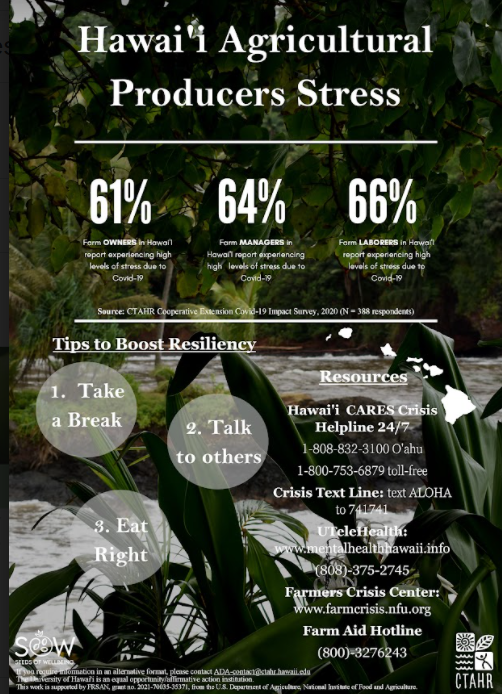 Hawai'i Agricultural
Producers Stress
61%
Farm OWNERS in Hawai'i
report experiencing high
levels of stress due to
Covid-19
64%
Farm MANAGERS in
Hawai'i report experiencing
high levels of stress due to
Covid-19
66%
Farm LABORERS in Hawai'i
report experiencing high
levels of stress due to
Covid-19
Source: CTAHR Cooperative Extension Covid-19 Impact Survey, 2020 (N = 388 respondents)
Tips to Boost Resiliency
1. Take
a Break
2. Talk
to others
3. Eat
Right
Resources
Hawai'i CARES Crisis
Helpline 24/7
1-808-832-3100 O'ahu
1-800-753-6879 toll-free
Crisis Text Line: text ALOHA
to 741741
UTeleHealth:
www.mentalhealthhawaii.info
(808)-375-2745
Farmers Crisis Center:
www.farmcrisis.nfu.org
Farm Aid Hotline
(800)-3276243
SOW
SEEDS OF WELLBEING
If you require information in an alternative format, please contact ADA-contact@ctahr.hawaii.edu
The University of Hawai'i is an equal opportunity/affirmative action institution.
This work is supported by FRSAN, grant no. 2021-70035-35371, from the U.S. Department of Agriculture, National Institute of Food and Agriculture.
CTAHR